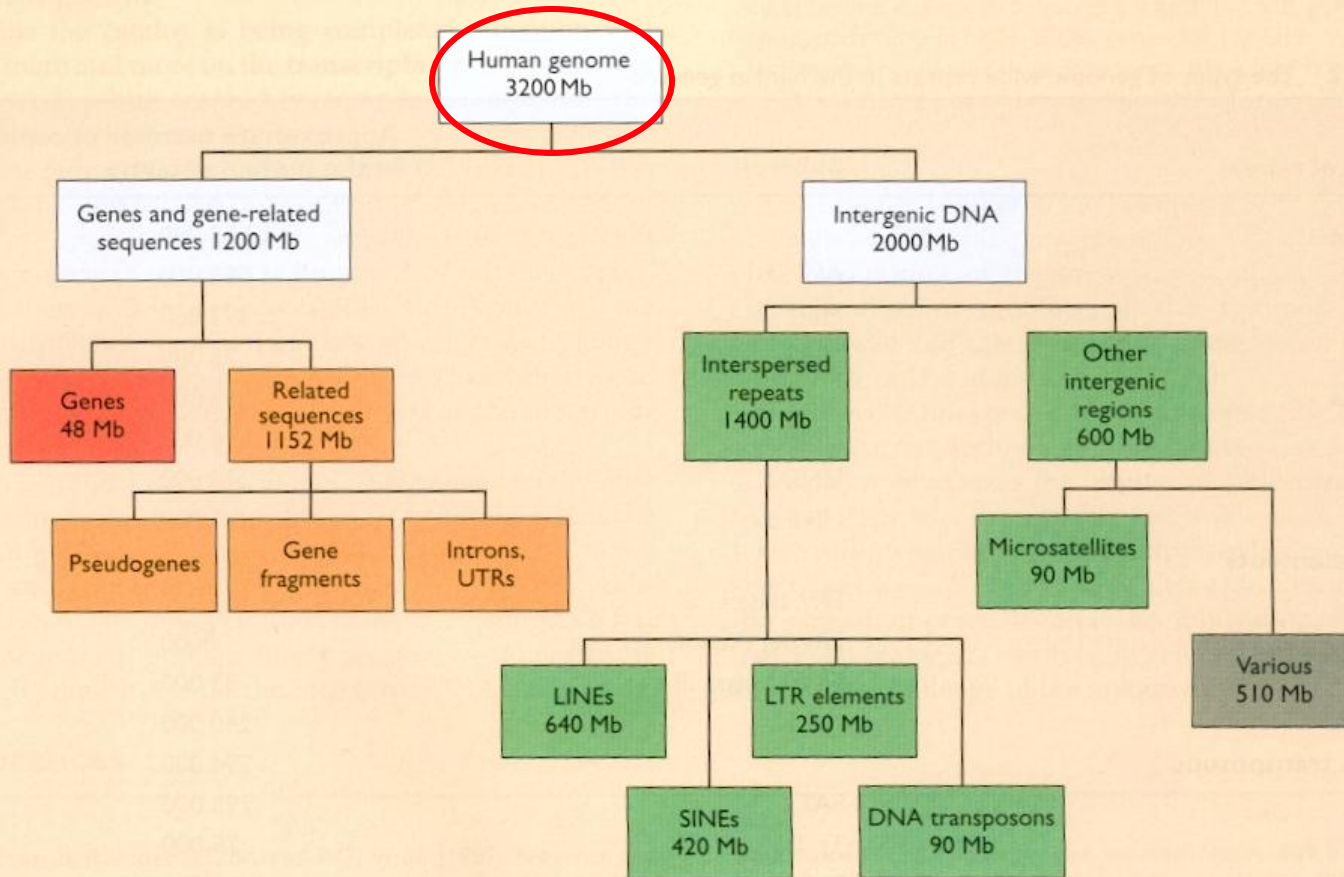 Human genome
3200 Mb
Genes and gene-related
sequences 1200 Mb
Intergenic DNA
2000 Mb
Genes
48 Mb
Related
sequences
1152 Mb
Interspersed
repeats
1400 Mb
Other
intergenic
regions
600 Mb
Pseudogenes
Gene
fragments
Introns,
UTRs
Microsatellites
90 Mb
LINEs
640 Mb
LTR elements
250 Mb
Various
510 Mb
SINEs
420 Mb
DNA transposons
90 Mb